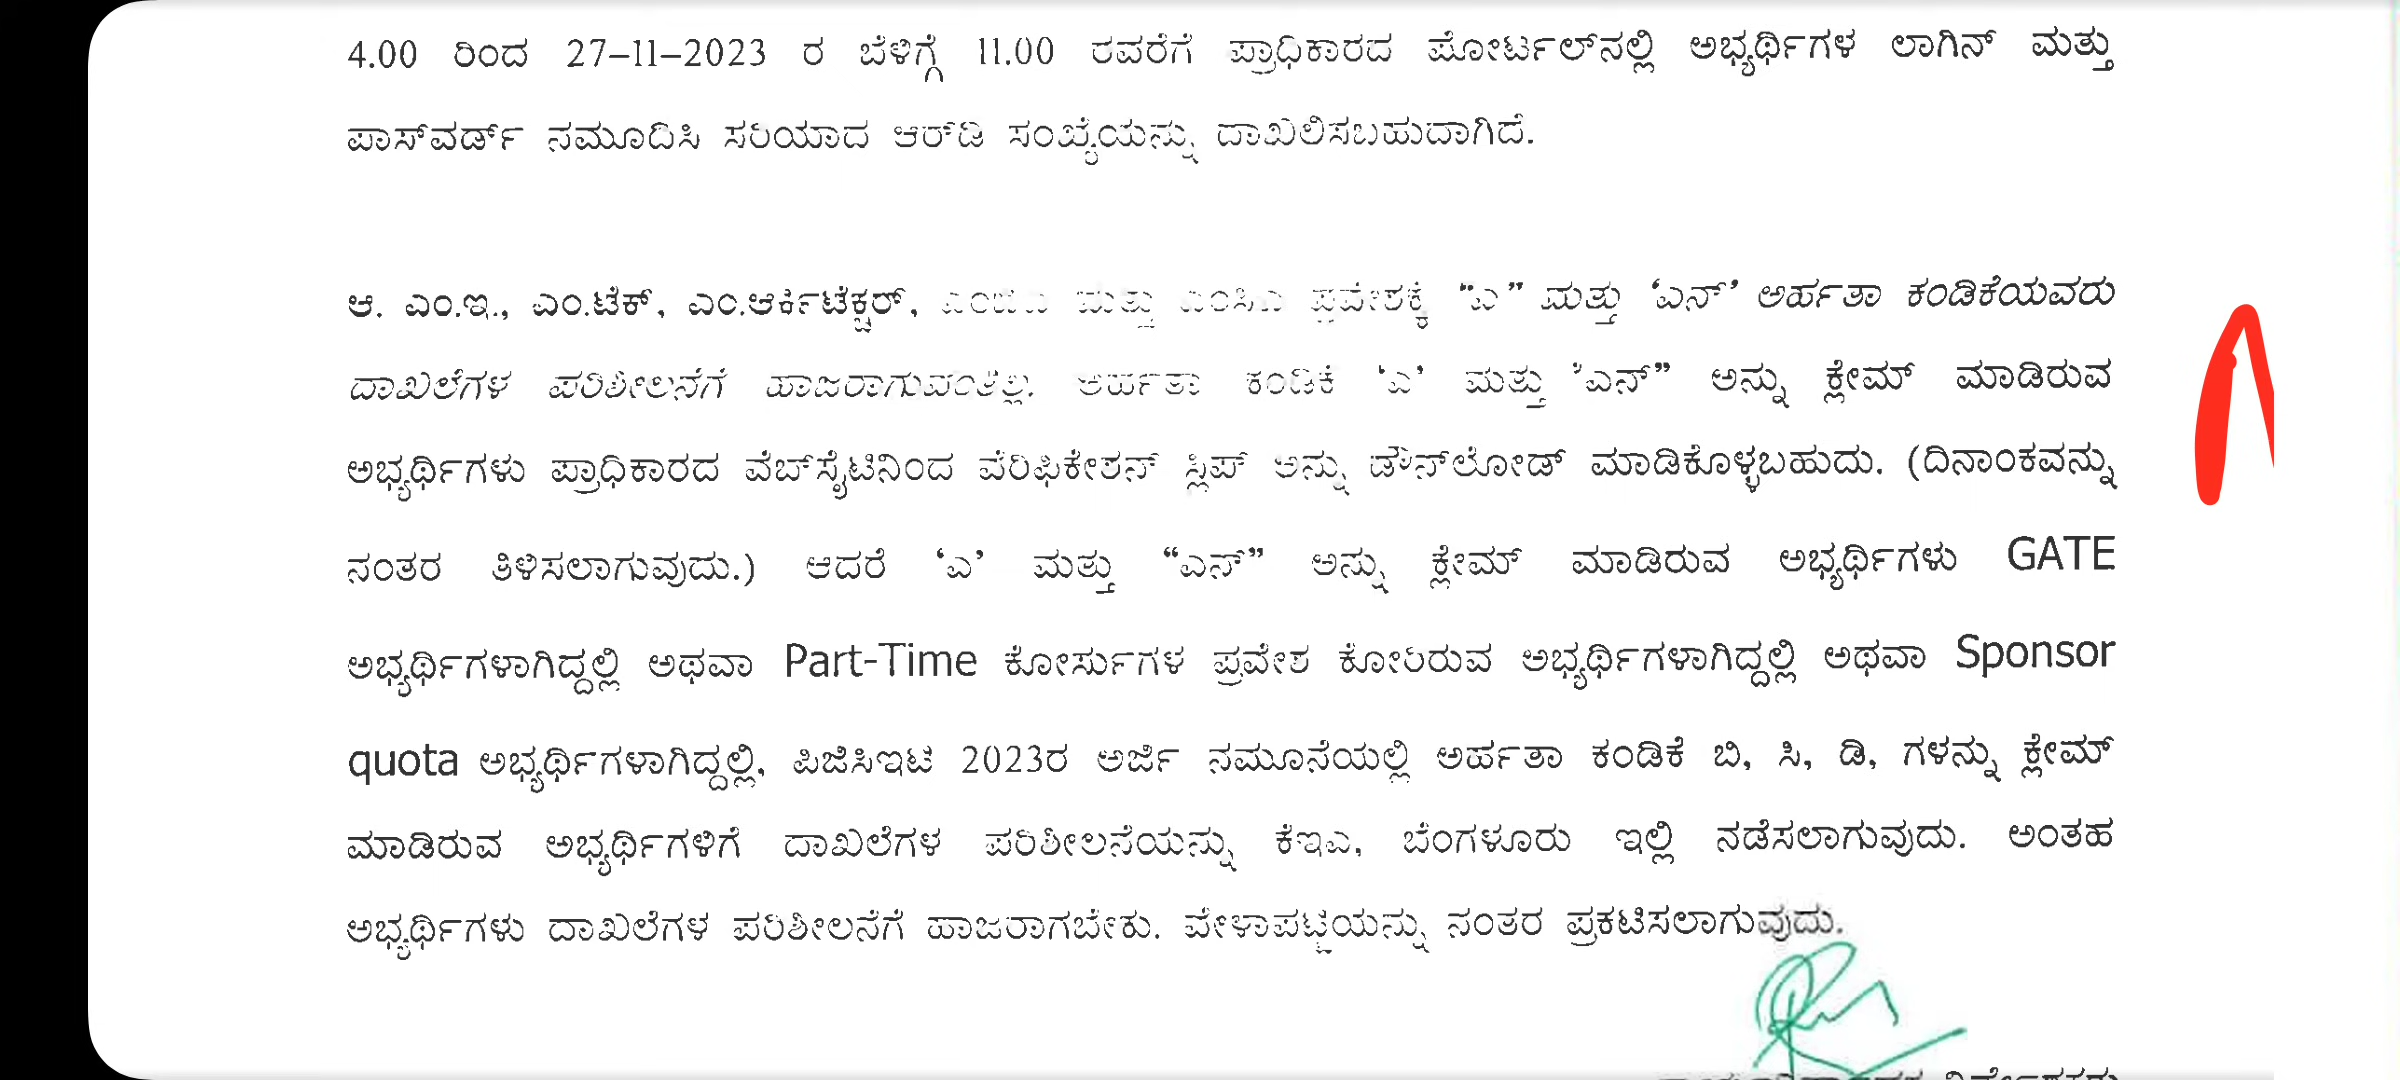 4.00 ರಿಂದ 27–11–2023 ರ ಬೆಳಿಗ್ಗೆ 11.00 ರವರೆಗೆ ಪ್ರಾಧಿಕಾರದ ಪೋರ್ಟಲ್‌ನಲ್ಲಿ ಅಭ್ಯರ್ಥಿಗಳ ಲಾಗಿನ್ ಮತ್ತು
ಪಾಸ್‌ವರ್ಡ್ ನಮೂದಿಸಿ ಸರಿಯಾದ ಆರ್‌ಡಿ ಸಂಖ್ಯೆಯನ್ನು ದಾಖಲಿಸಬಹುದಾಗಿದೆ.
ಆ. ಎಂ.ಇ., ಎಂ.ಟೆಕ್, ಎಂ.ಆರ್ಕಿಟೆಕ್ಚರ್, ಎಂಬಿಎ ಮತ್ತು ಎಂಸಿಎ ಪ್ರವೇಶಕ್ಕೆ "ಎ" ಮತ್ತು ‘ಎನ್’ ಅರ್ಹತಾ ಕಂಡಿಕೆಯವರು
ದಾಖಲೆಗಳ ಪರಿಶೀಲನೆಗೆ ಹಾಜರಾಗುವಂತಿಲ್ಲ. ಅರ್ಹತಾ ಕಂಡಿಕೆ ‘ಎ’ ಮತ್ತು ’ಎನ್” ಅನ್ನು ಕ್ಲೇಮ್ ಮಾಡಿರುವ
ಅಭ್ಯರ್ಥಿಗಳು ಪ್ರಾಧಿಕಾರದ ವೆಬ್‌ಸೈಟಿನಿಂದ ವೆರಿಫಿಕೇಶನ್ ಸ್ಲಿಪ್ ಅನ್ನು ಡೌನ್‌ಲೋಡ್ ಮಾಡಿಕೊಳ್ಳಬಹುದು. (ದಿನಾಂಕವನ್ನು
ನಂತರ ತಿಳಿಸಲಾಗುವುದು.) ಆದರೆ ‘ಎ’ ಮತ್ತು “ಎನ್” ಅನ್ನು ಕ್ಲೇಮ್ ಮಾಡಿರುವ ಅಭ್ಯರ್ಥಿಗಳು GATE
ಅಭ್ಯರ್ಥಿಗಳಾಗಿದ್ದಲ್ಲಿ ಅಥವಾ Part-Time ಕೋರ್ಸುಗಳ ಪ್ರವೇಶ ಕೋರಿರುವ ಅಭ್ಯರ್ಥಿಗಳಾಗಿದ್ದಲ್ಲಿ ಅಥವಾ Sponsor
quota ಅಭ್ಯರ್ಥಿಗಳಾಗಿದ್ದಲ್ಲಿ, ಪಿಜಿಸಿಇಟಿ 2023ರ ಅರ್ಜಿ ನಮೂನೆಯಲ್ಲಿ ಅರ್ಹತಾ ಕಂಡಿಕೆ ಬಿ, ಸಿ, ಡಿ, ಗಳನ್ನು ಕ್ಲೇಮ್
ಮಾಡಿರುವ ಅಭ್ಯರ್ಥಿಗಳಿಗೆ ದಾಖಲೆಗಳ ಪರಿಶೀಲನೆಯನ್ನು ಕೆಇಎ, ಬೆಂಗಳೂರು ಇಲ್ಲಿ ನಡೆಸಲಾಗುವುದು. ಅಂತಹ
ಅಭ್ಯರ್ಥಿಗಳು ದಾಖಲೆಗಳ ಪರಿಶೀಲನೆಗೆ ಹಾಜರಾಗಬೇಕು. ವೇಳಾಪಟ್ಟಿಯನ್ನು ನಂತರ ಪ್ರಕಟಿಸಲಾಗುವುದು.